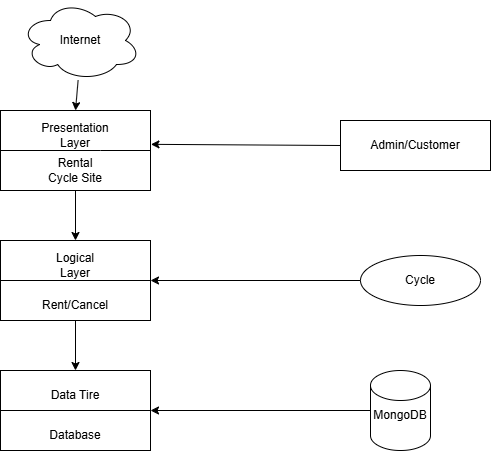 Internet
Presentation
Layer
Admin/Customer
Rental
Cycle Site
Logical
Layer
Cycle
Rent/Cancel
Data Tire
MongoDB
Database